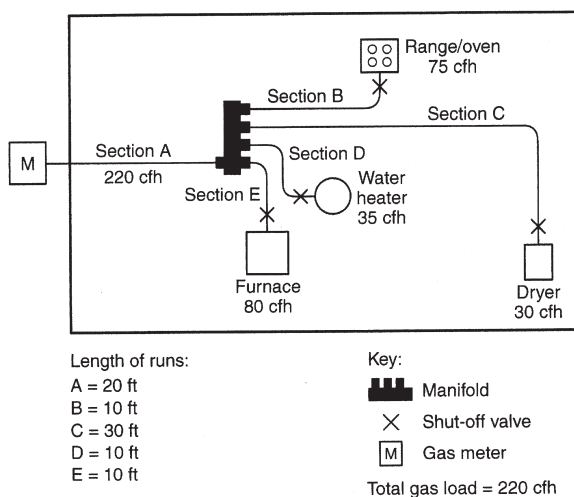 Range/oven
75 cfh
Section B
Section C
Section A
M
220 cfh
Section D
Section E
Water
heater
35 cfh
Furnace
80 cfh
Dryer
30 cfh
Length of runs:
A = 20 ft
B = 10 ft
C = 30 ft
D = 10 ft
E = 10 ft
Key:
Manifold
Shut-off valve
M Gas meter
Total gas load = 220 cfh